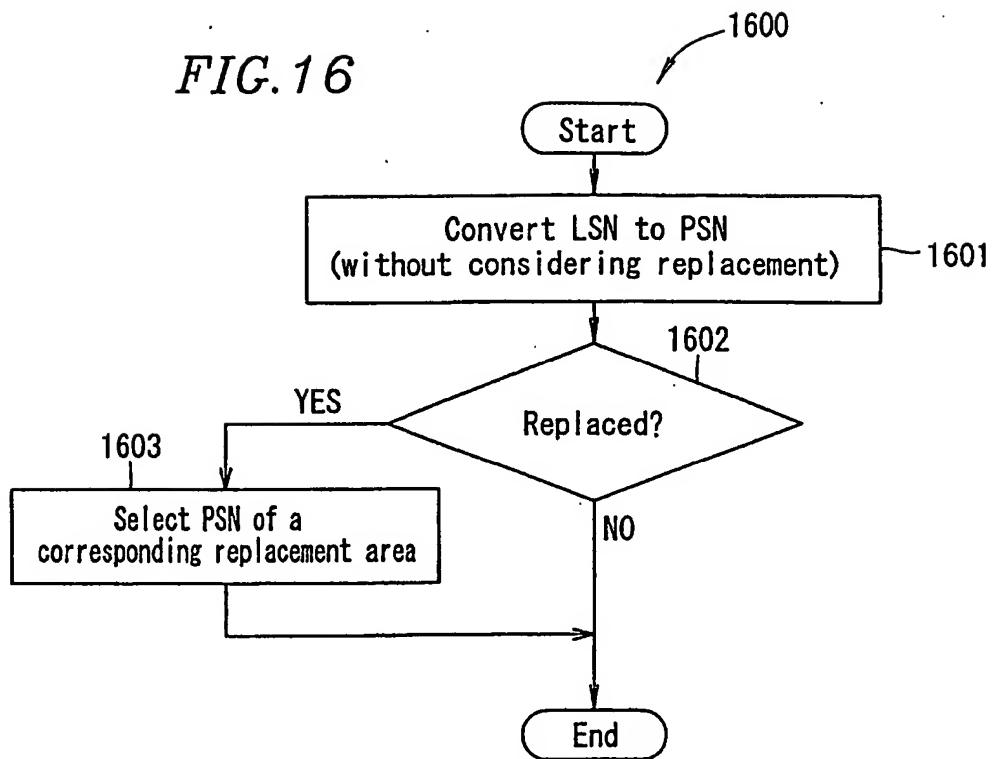 FIG.16
1600
Start
Convert LSN to PSN
(without considering replacement)
1601
1602
YES
Replaced?
1603
Select PSN of a
corresponding replacement area
NO
End